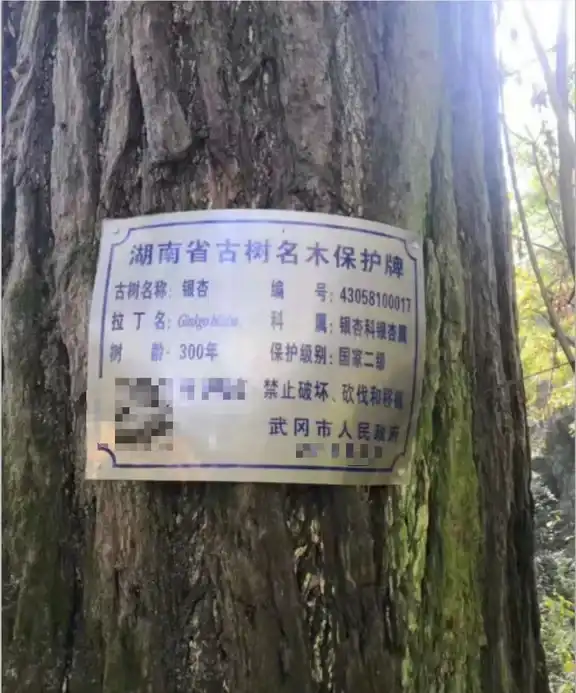 湖南省古树名木保护牌
古树名称：银杏 编 号：43058100017
拉丁名：Ginkgo biloba 科 属：银杏科银杏属
树 龄：300年 保护级别：国家二级
禁止破坏、砍伐和移植
武冈市人民政府